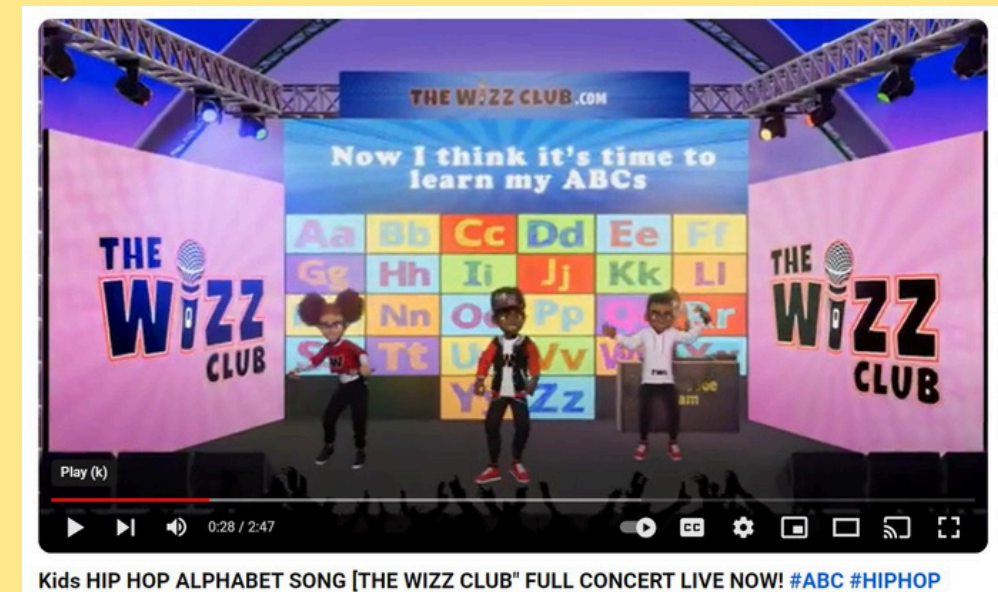 THE WIZZ CLUB.COM
Now I think it's time to
learn my ABCs
Aa Bb Cc Dd Ee Ff
Gg Hh Ii Jj Kk Ll
Nn Pp
Tt Vv
Zz
THE
WIZZ
CLUB
THE
WIZZ
CLUB
Play (k)
0:28 / 2:47
CC
Kids HIP HOP ALPHABET SONG [THE WIZZ CLUB" FULL CONCERT LIVE NOW! #ABC #HIPHOP